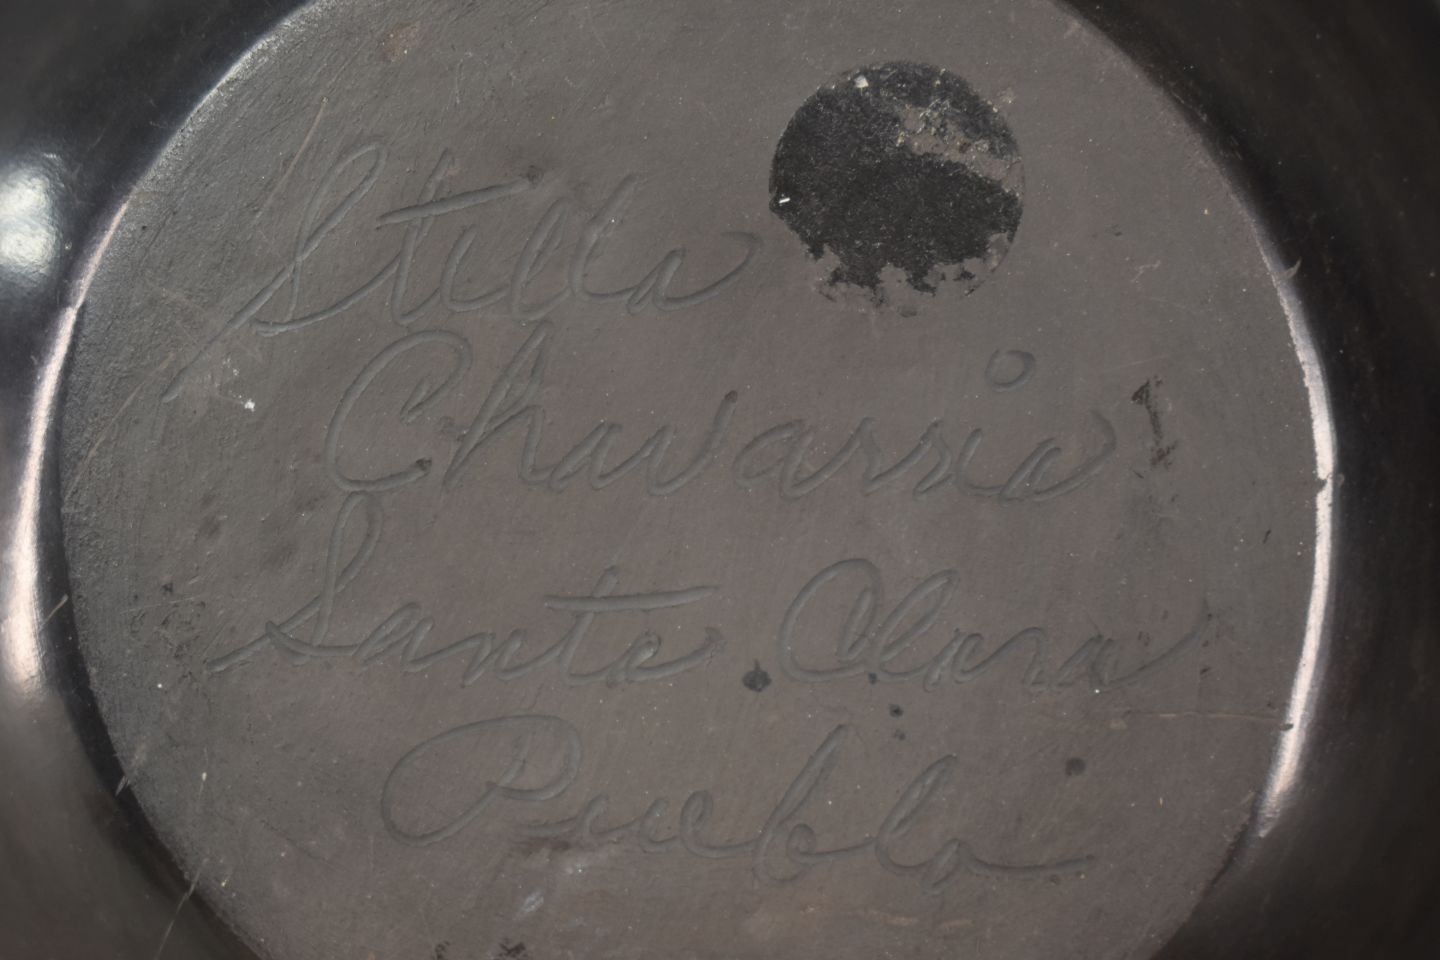 Stella
Chavarria
Santa Clara
Pueblo